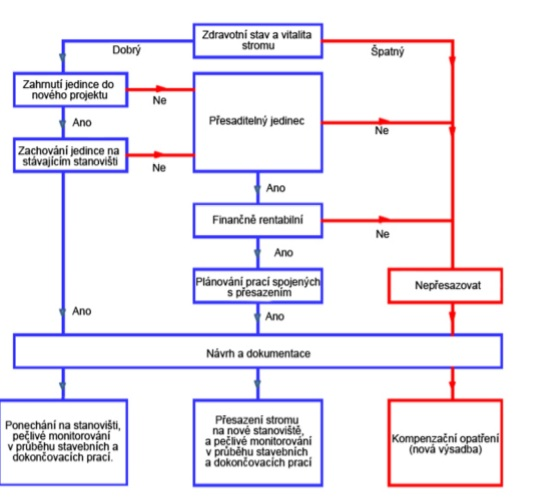 Zdravotní stav a vitalita
stromu
Dobrý
Špatný
Zahrnutí jedince do
nového projektu
Ne
Přesaditelný jedinec
Ne
Ano
Zachování jedince na
stávajícím stanovišti
Ne
Ano
Finančně rentabilní
Ne
Ano
Plánování prací spojených
s přesazením
Nepřesazovat
Ano
Ano
Návrh a dokumentace
Ponechání na stanovišti,
pečlivé monitorování
v průběhu stavebních a
dokončovacích prací.
Přesazení stromu
na nové stanoviště,
a pečlivé monitorování
v průběhu stavebních
a dokončovacích prací
Kompenzační opatření
(nová výsadba)